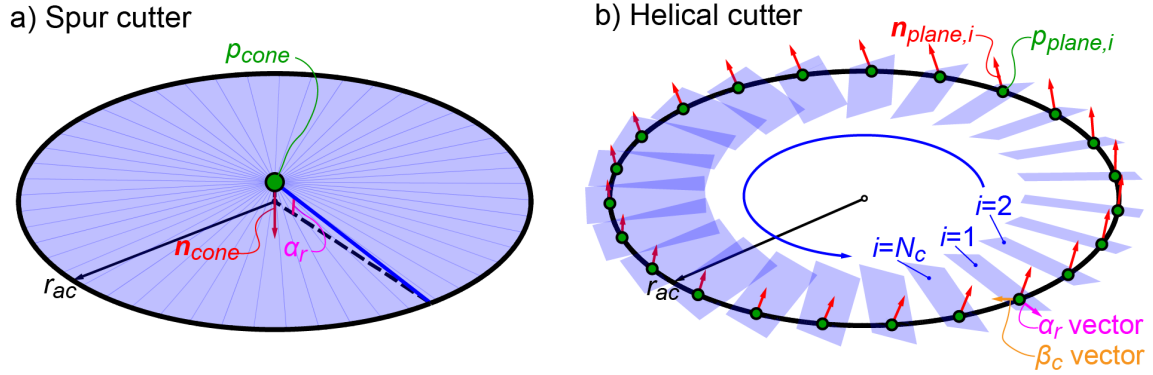 a) Spur cutter
p_cone
n_cone
α_r
r_ac
b) Helical cutter
n_plane,i
p_plane,i
i=2
i=1
i=N_c
r_ac
α_r vector
β_c vector